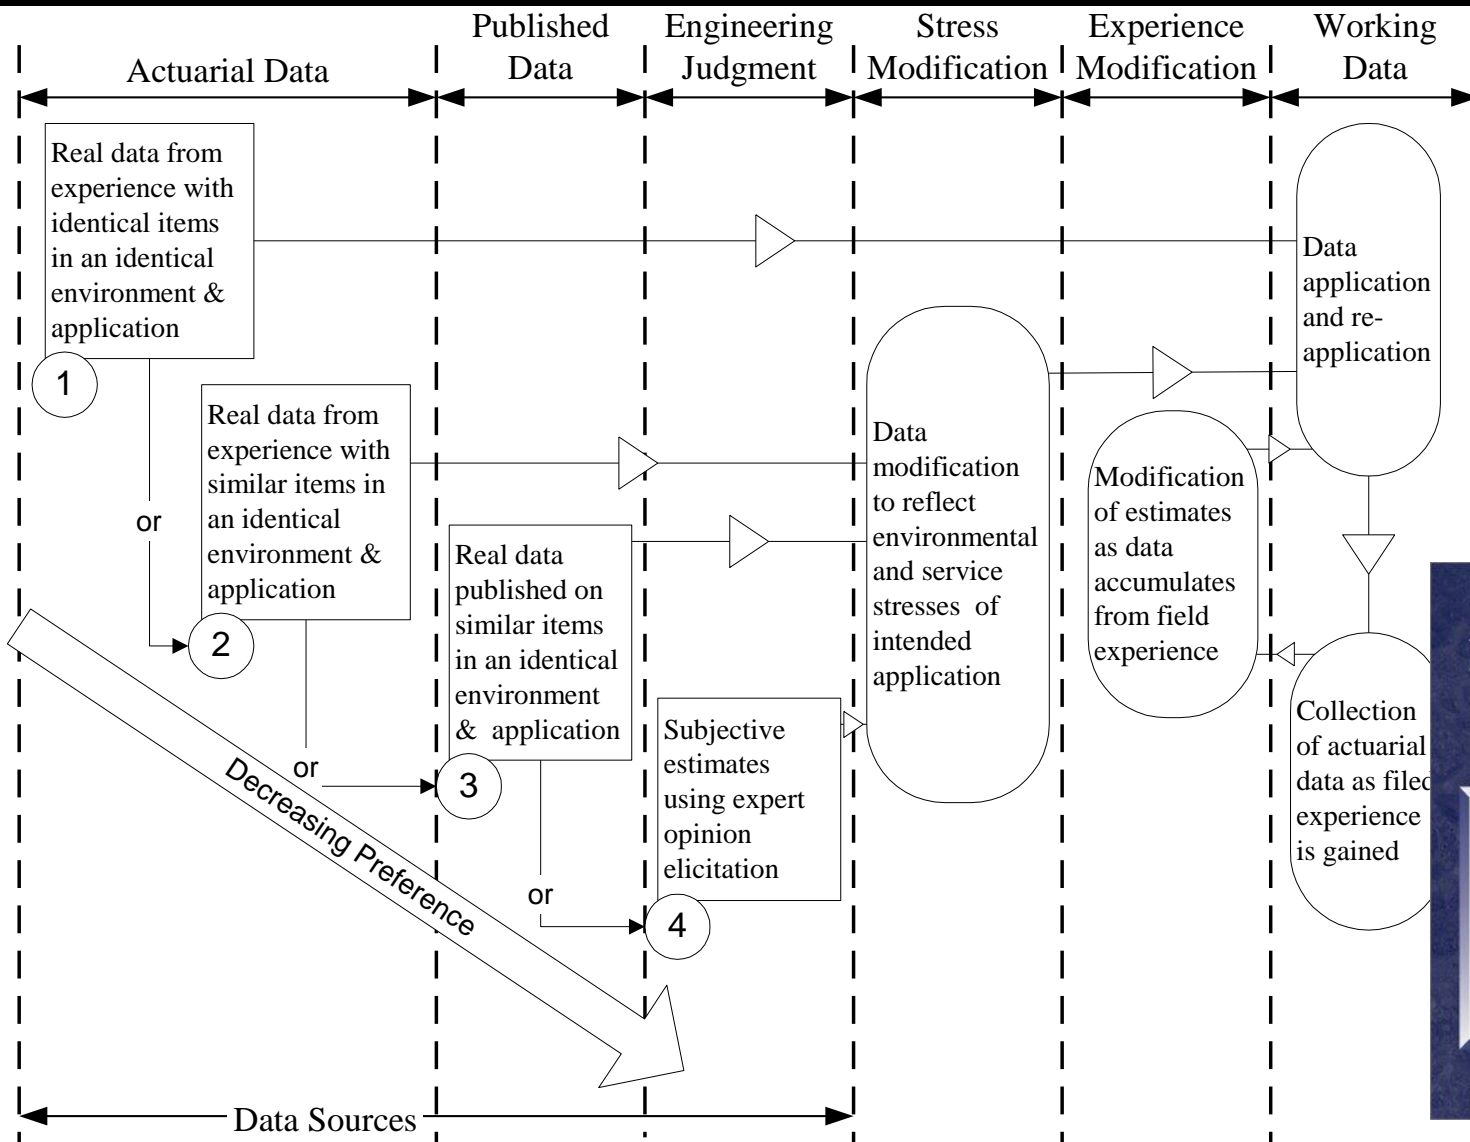 Actuarial Data
Published
Data
Engineering
Judgment
Stress
Modification
Experience
Modification
Working
Data
Real data from
experience with
identical items
in an identical
environment &
application
1
or
Real data from
experience with
similar items in
an identical
environment &
application
2
or
Real data
published on
similar items
in an identical
environment
& application
3
or
Subjective
estimates
using expert
opinion
elicitation
4
Data
modification
to reflect
environmental
and service
stresses of
intended
application
Modification
of estimates
as data
accumulates
from field
experience
Data
application
and re-
application
Collection
of actuarial
data as filed
experience
is gained
Decreasing Preference
Data Sources